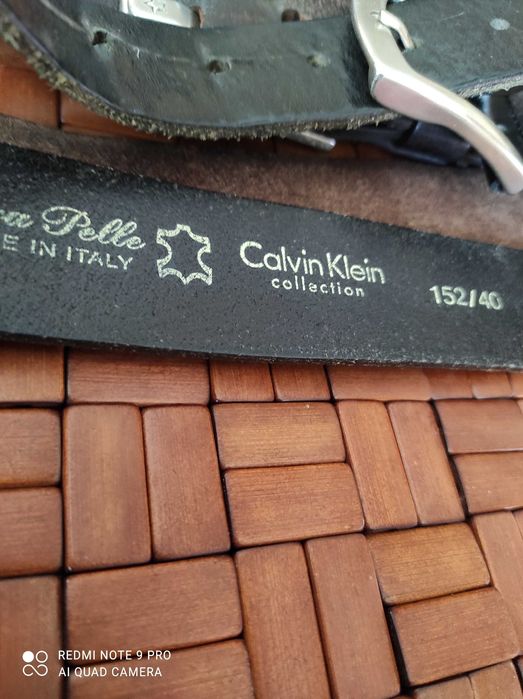 Pelle
IN ITALY
Calvin Klein
collection
152/40
REDMI NOTE 9 PRO
AI QUAD CAMERA